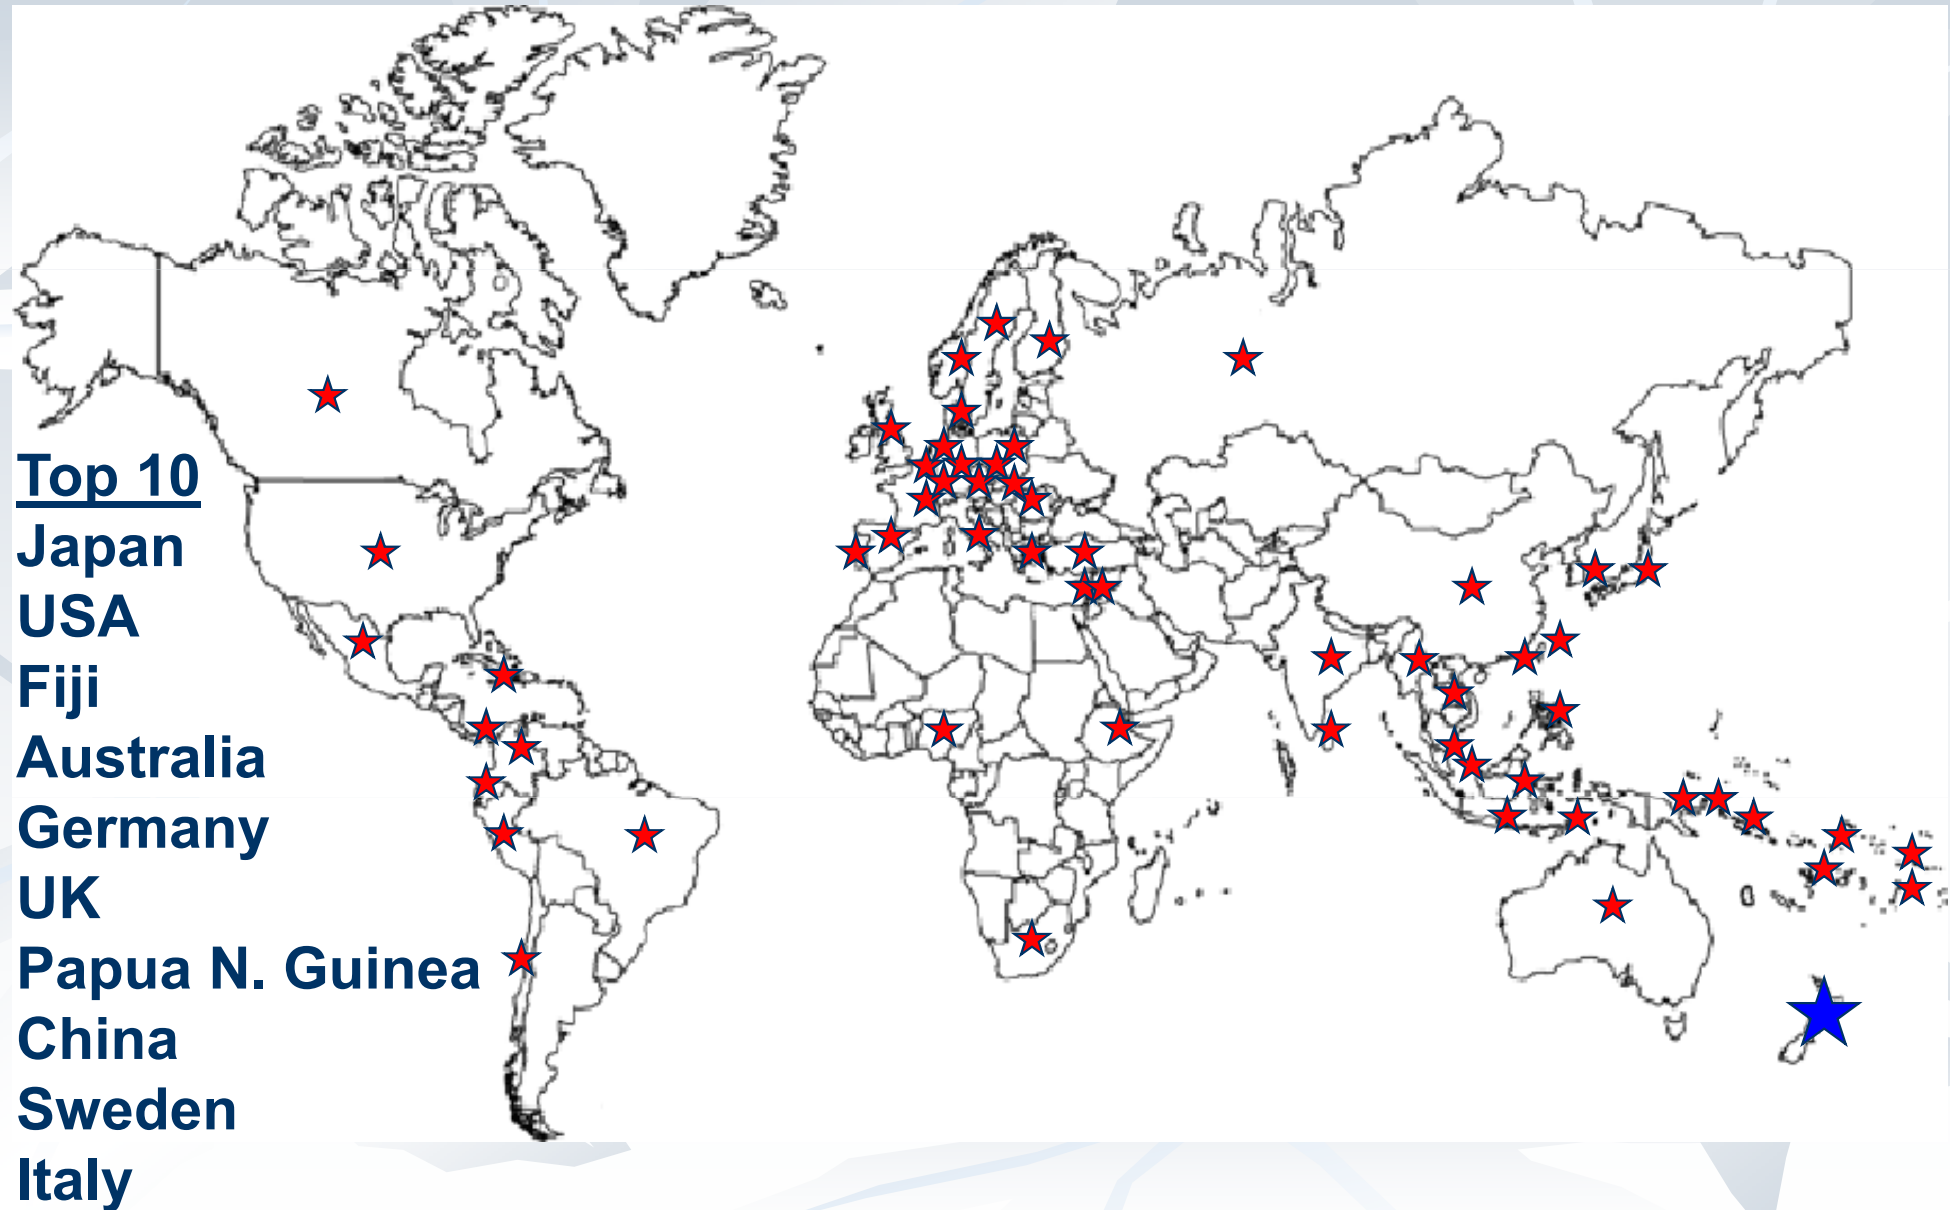 Top 10
Japan
USA
Fiji
Australia
Germany
UK
Papua N. Guinea
China
Sweden
Italy